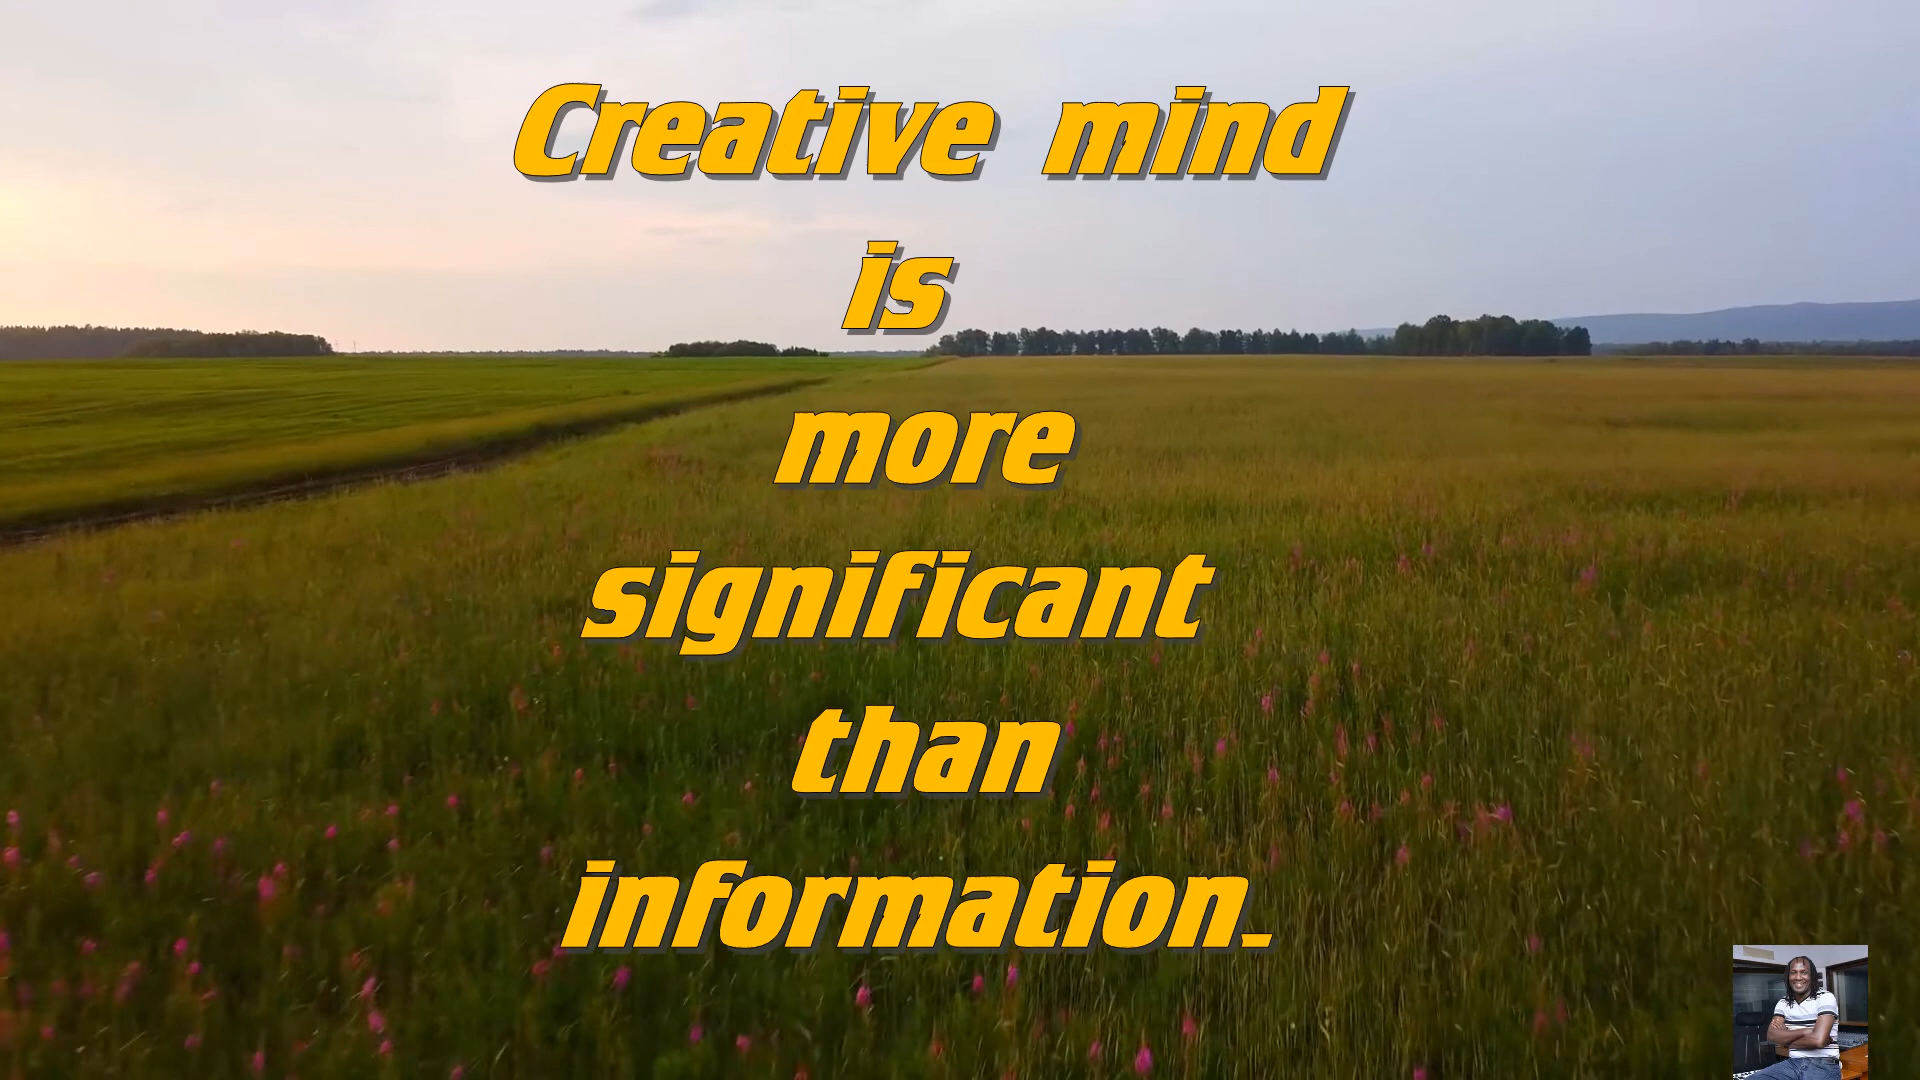 Creative mind
is
more
significant
than
information.